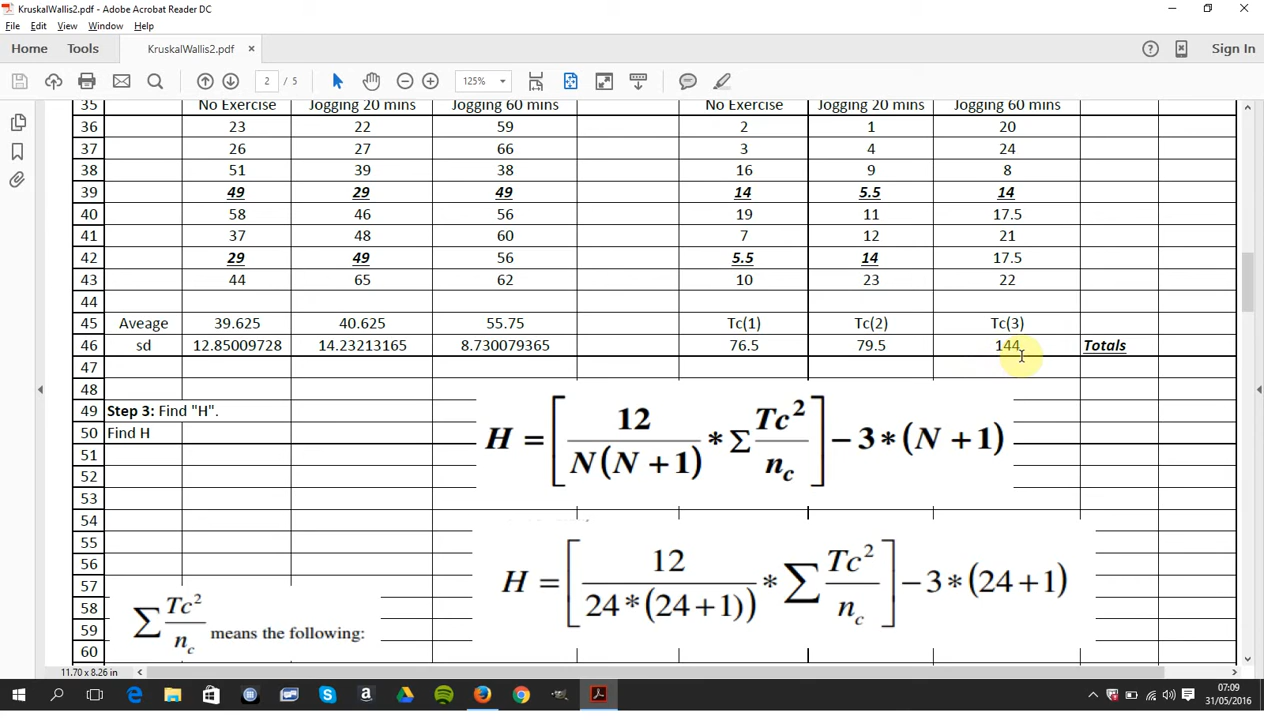 KruskalWallis2.pdf - Adobe Acrobat Reader DC
File Edit View Window Help
Home Tools KruskalWallis2.pdf × Sign In
2 / 5 125%
35 No Exercise Jogging 20 mins Jogging 60 mins No Exercise Jogging 20 mins Jogging 60 mins
36 23 22 59 2 1 20
37 26 27 66 3 4 24
38 51 39 38 16 9 8
39 49 29 49 14 5.5 14
40 58 46 56 19 11 17.5
41 37 48 60 7 12 21
42 29 49 56 5.5 14 17.5
43 44 65 62 10 23 22
44
45 Aveage 39.625 40.625 55.75 Tc(1) Tc(2) Tc(3)
46 sd 12.85009728 14.23213165 8.730079365 76.5 79.5 144 Totals
47
48
49 Step 3: Find "H".
50 Find H
51
52
53
54
55
56
57
58
59
60
H = [ 12 / N(N + 1) * ∑ Tc² / n_c ] − 3 * (N + 1)
H = [ 12 / 24 * (24 + 1)) * ∑ Tc² / n_c ] − 3 * (24 + 1)
∑ Tc² / n_c means the following:
11.70 x 8.26 in
07:09
31/05/2016